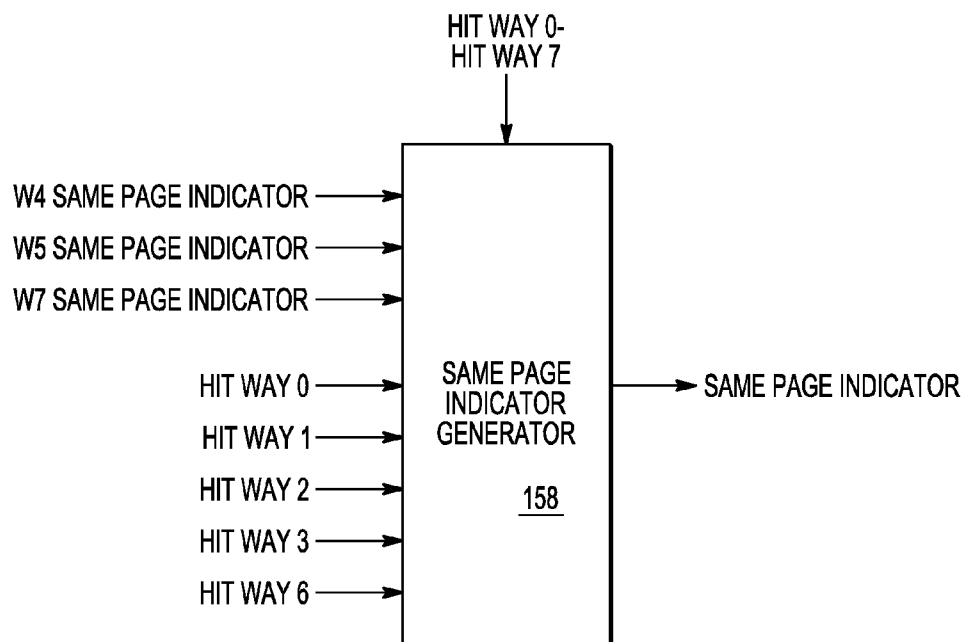 HIT WAY 0-
HIT WAY 7
W4 SAME PAGE INDICATOR
W5 SAME PAGE INDICATOR
W7 SAME PAGE INDICATOR
HIT WAY 0
HIT WAY 1
HIT WAY 2
HIT WAY 3
HIT WAY 6
SAME PAGE
INDICATOR
GENERATOR
158
SAME PAGE INDICATOR